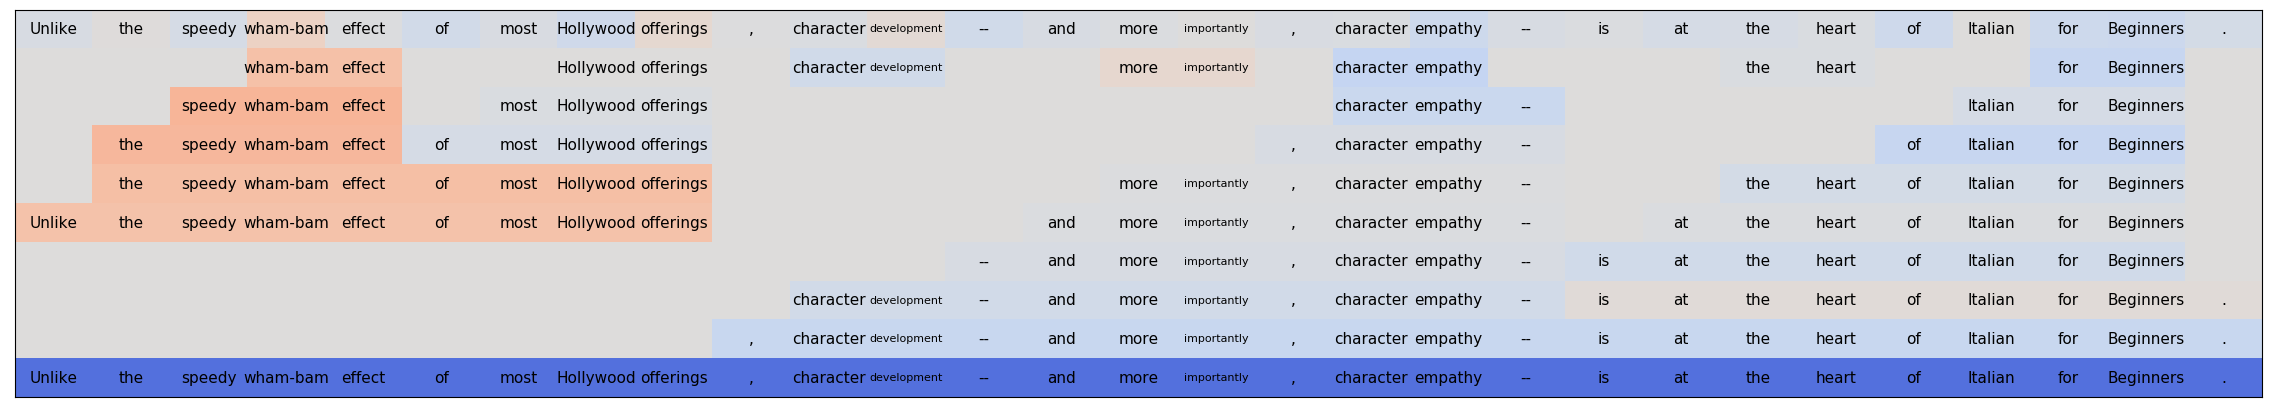 Unlike the speedy wham-bam effect of most Hollywood offerings , character development -- and more importantly , character empathy -- is at the heart of Italian for Beginners .
wham-bam effect Hollywood offerings character development more importantly character empathy the heart for Beginners
speedy wham-bam effect most Hollywood offerings character empathy -- Italian for Beginners
the speedy wham-bam effect of most Hollywood offerings , character empathy -- of Italian for Beginners
the speedy wham-bam effect of most Hollywood offerings more importantly , character empathy -- the heart of Italian for Beginners
Unlike the speedy wham-bam effect of most Hollywood offerings and more importantly , character empathy -- at the heart of Italian for Beginners
-- and more importantly , character empathy -- is at the heart of Italian for Beginners
character development -- and more importantly , character empathy -- is at the heart of Italian for Beginners .
, character development -- and more importantly , character empathy -- is at the heart of Italian for Beginners .
Unlike the speedy wham-bam effect of most Hollywood offerings , character development -- and more importantly , character empathy -- is at the heart of Italian for Beginners .